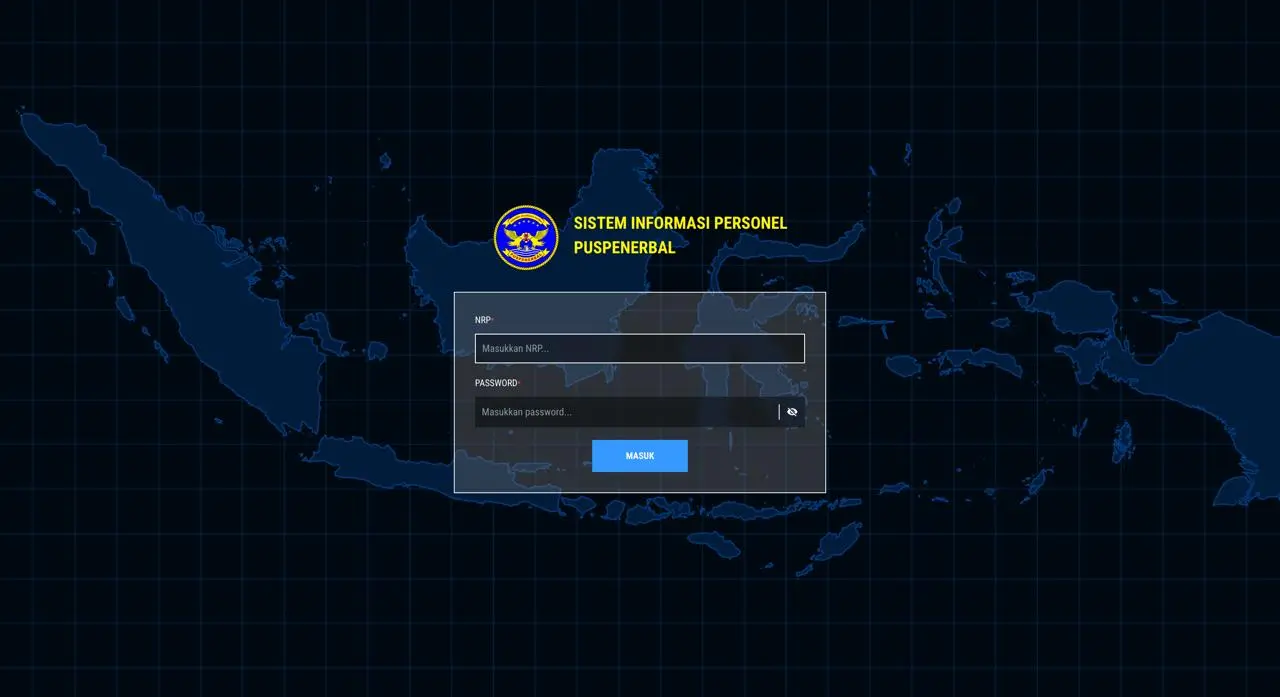 SISTEM INFORMASI PERSONEL
PUSPENERBAL
NRP*
Masukkan NRP...
PASSWORD*
Masukkan password...
MASUK